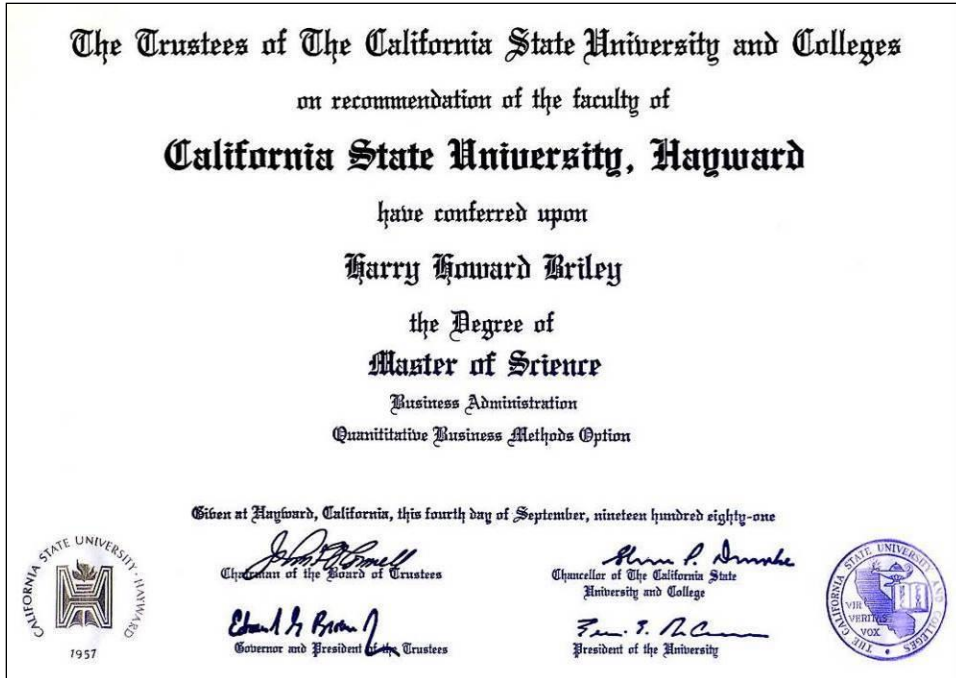 The Trustees of The California State University and Colleges
on recommendation of the faculty of
California State University, Hayward
have conferred upon
Harry Howard Briley
the Degree of
Master of Science
Business Administration
Quanititative Business Methods Option
Given at Hayward, California, this fourth day of September, nineteen hundred eighty-one
Chairman of the Board of Trustees
Chancellor of The California State
University and College
Governor and President of the Trustees
President of the University
CALIFORNIA STATE UNIVERSITY · HAYWARD
1957
THE CALIFORNIA STATE UNIVERSITY AND COLLEGES
VIR
VERITAS
VOX